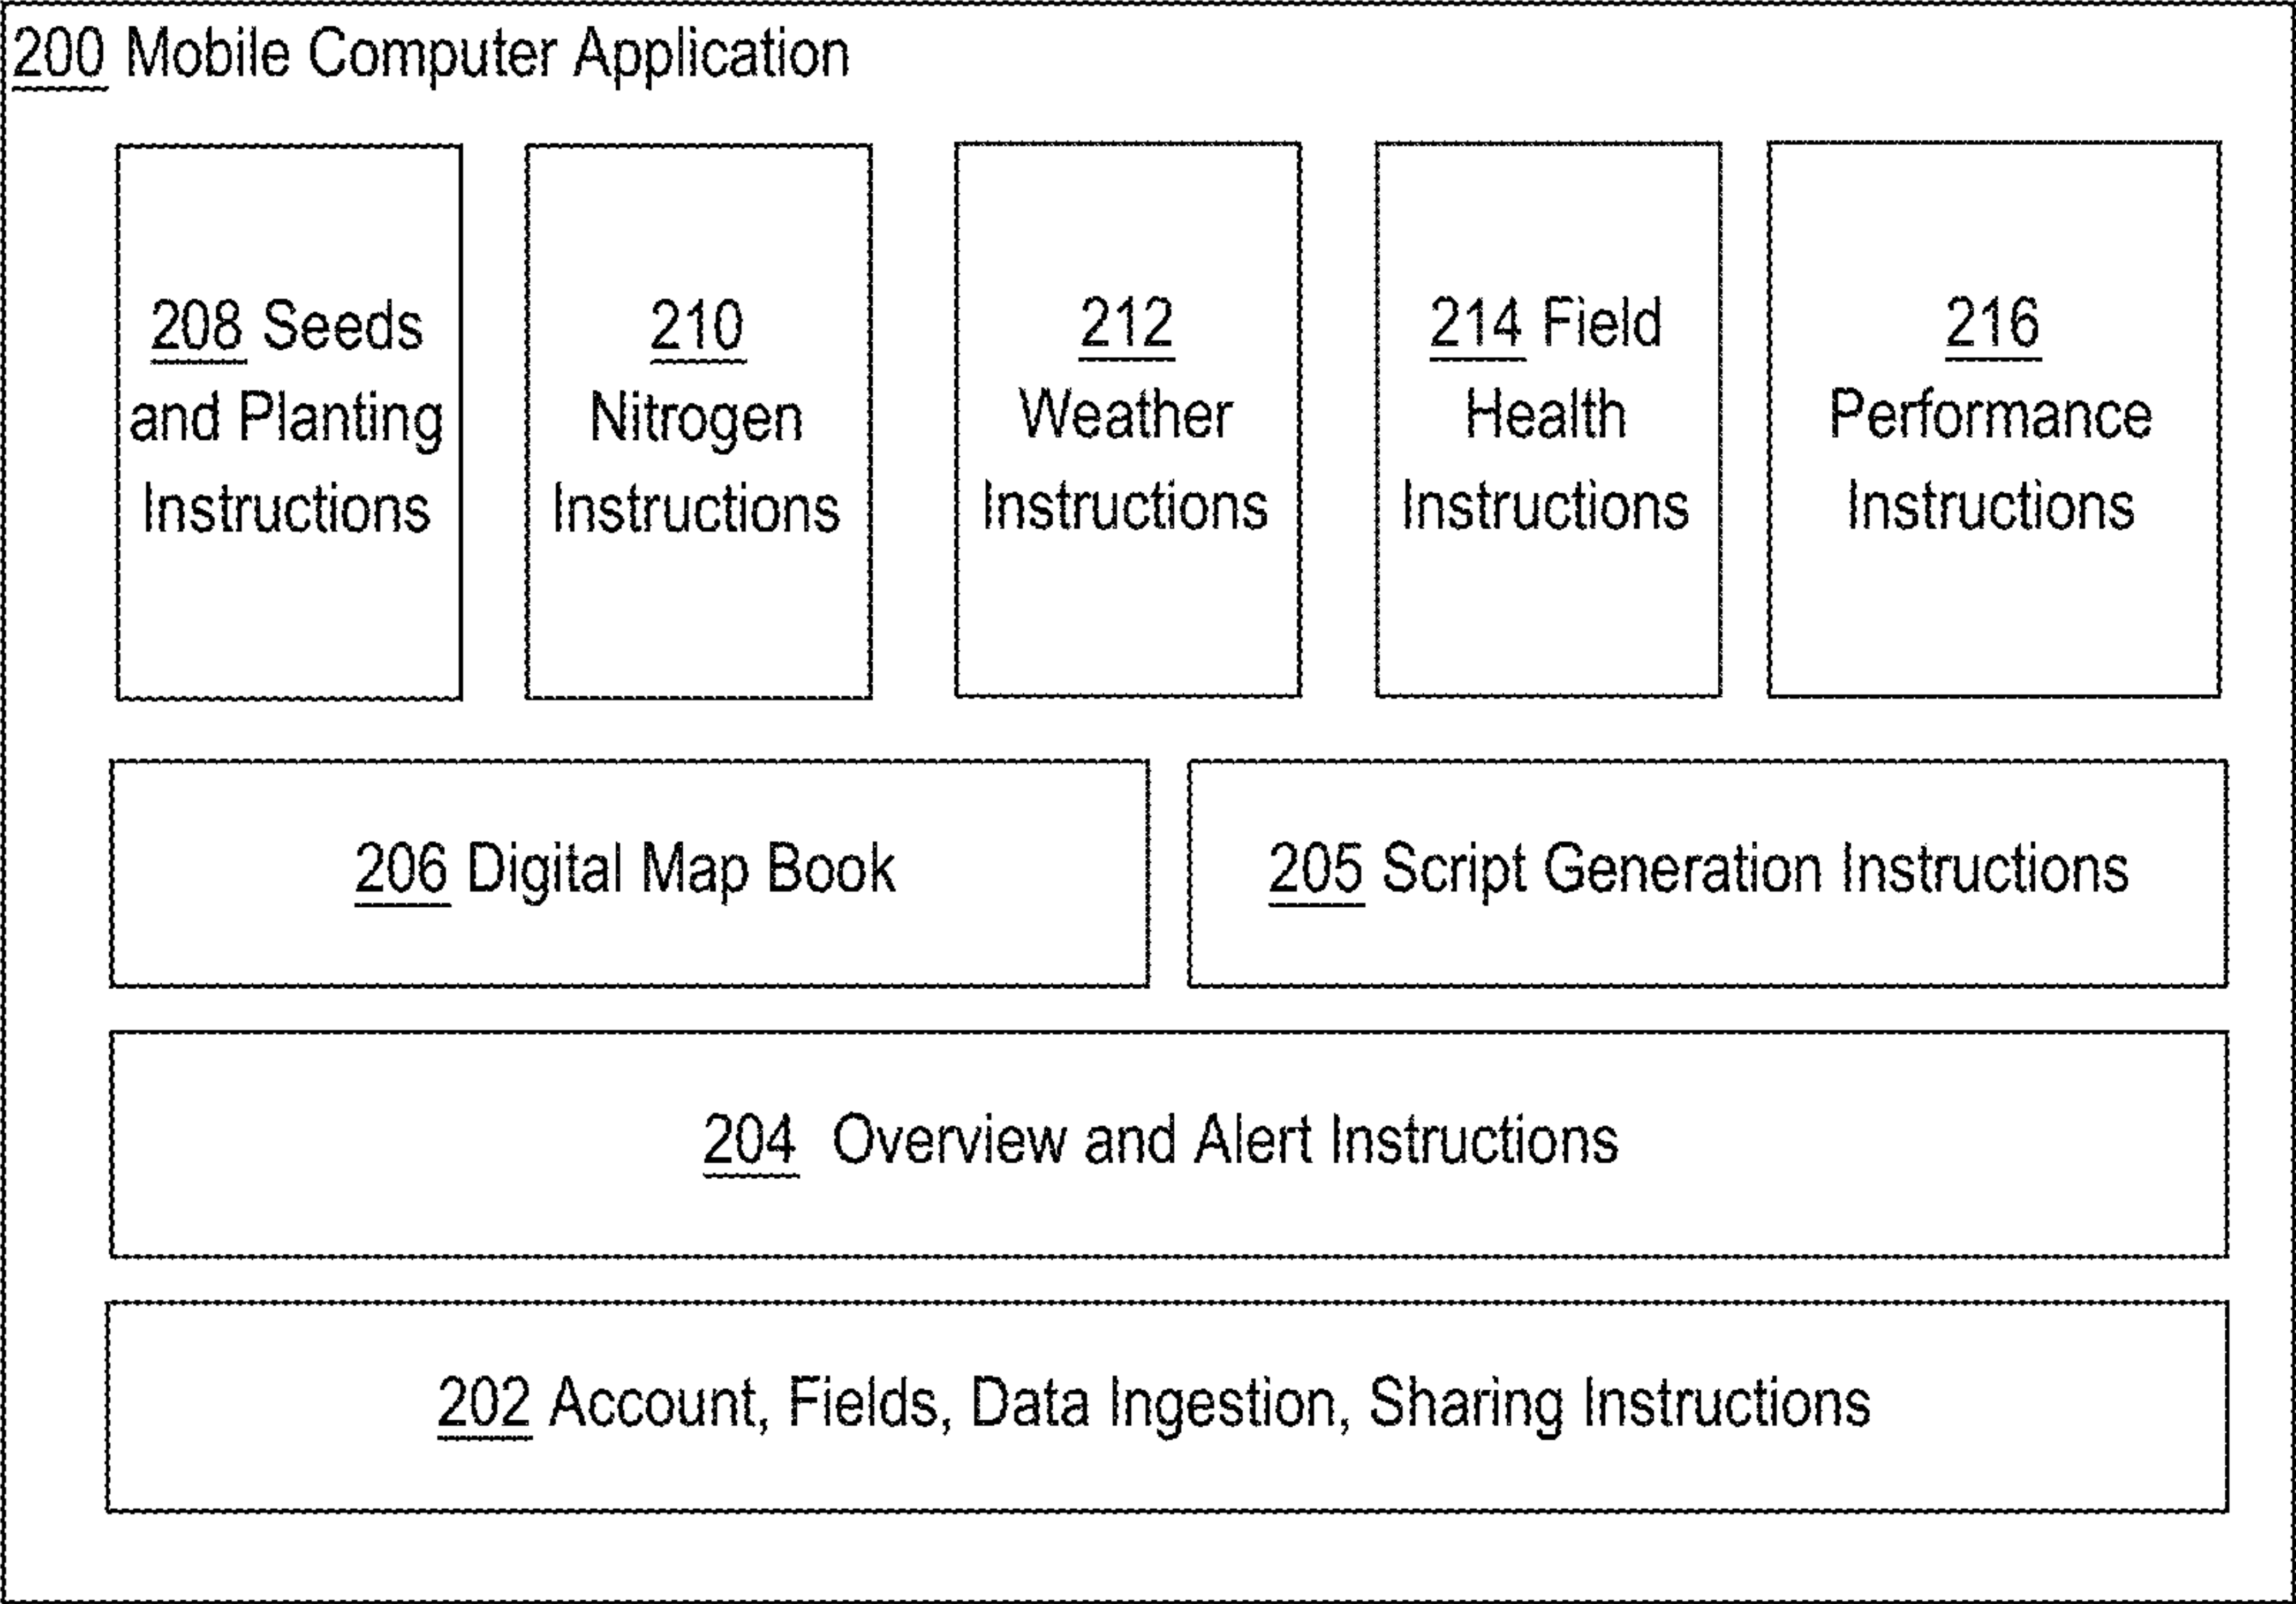 200 Mobile Computer Application
208 Seeds
and Planting
Instructions
210
Nitrogen
Instructions
212
Weather
Instructions
214 Field
Health
Instructions
216
Performance
Instructions
206 Digital Map Book
205 Script Generation Instructions
204 Overview and Alert Instructions
202 Account, Fields, Data Ingestion, Sharing Instructions